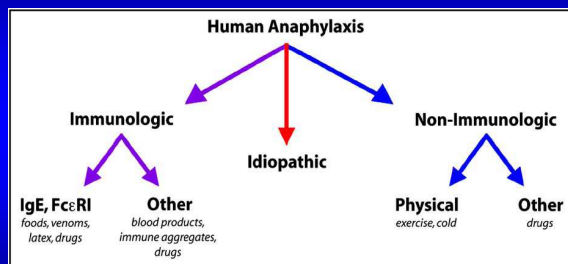 Human Anaphylaxis
Immunologic
Non-Immunologic
Idiopathic
IgE, FcεRI
foods, venoms,
latex, drugs
Other
blood products,
immune aggregates,
drugs
Physical
exercise, cold
Other
drugs